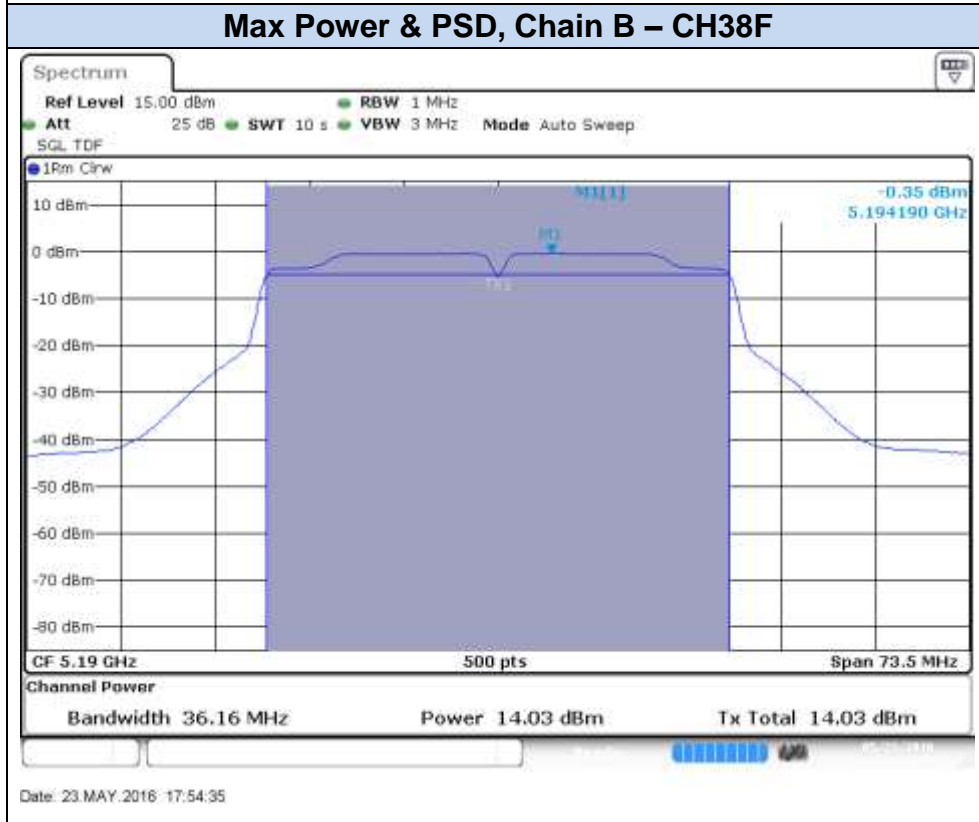 Max Power & PSD, Chain B – CH38F
Spectrum
Ref Level 15.00 dBm RBW 1 MHz
Att 25 dB SWT 10 s VBW 3 MHz Mode Auto Sweep
SGL TDF
1Rm Clrw
M1[1] -0.35 dBm
5.194190 GHz
10 dBm
M1
0 dBm
-10 dBm
-20 dBm
-30 dBm
-40 dBm
-50 dBm
-60 dBm
-70 dBm
-80 dBm
CF 5.19 GHz 500 pts Span 73.5 MHz
Channel Power
Bandwidth 36.16 MHz Power 14.03 dBm Tx Total 14.03 dBm
Date: 23.MAY.2016 17:54:35